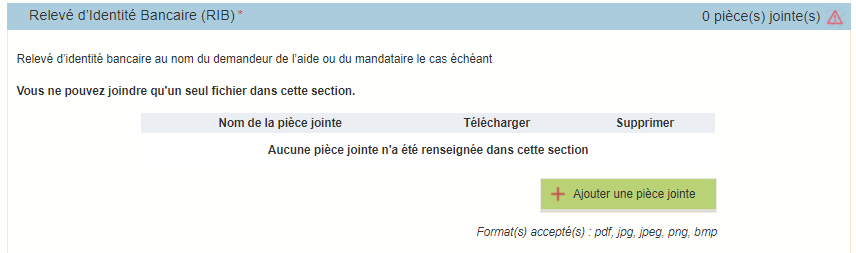 Relevé d’Identité Bancaire (RIB)* 0 pièce(s) jointe(s)
Relevé d’identité bancaire au nom du demandeur de l’aide ou du mandataire le cas échéant
Vous ne pouvez joindre qu'un seul fichier dans cette section.
Nom de la pièce jointe Télécharger Supprimer
Aucune pièce jointe n'a été renseignée dans cette section
Ajouter une pièce jointe
Format(s) accepté(s) : pdf, jpg, jpeg, png, bmp